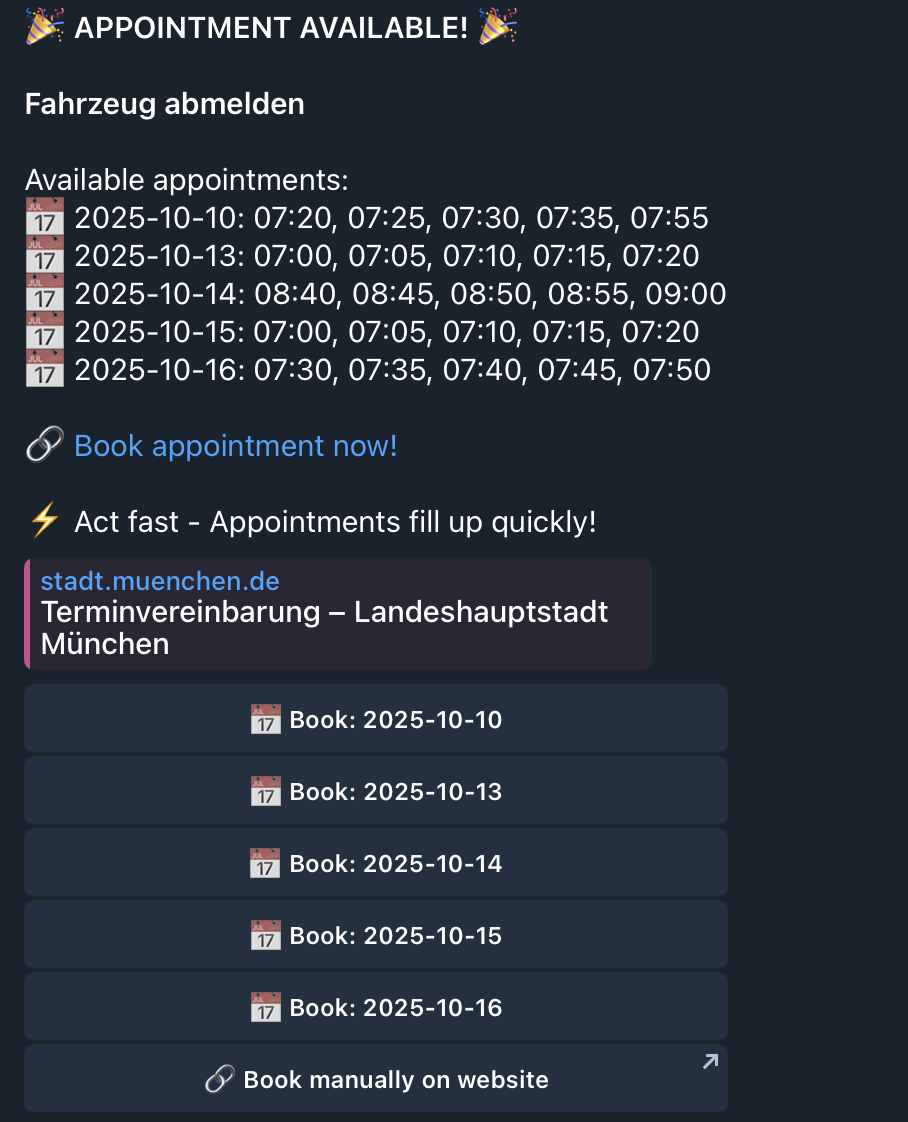 🎉 APPOINTMENT AVAILABLE! 🎉
Fahrzeug abmelden
Available appointments:
📅 2025-10-10: 07:20, 07:25, 07:30, 07:35, 07:55
📅 2025-10-13: 07:00, 07:05, 07:10, 07:15, 07:20
📅 2025-10-14: 08:40, 08:45, 08:50, 08:55, 09:00
📅 2025-10-15: 07:00, 07:05, 07:10, 07:15, 07:20
📅 2025-10-16: 07:30, 07:35, 07:40, 07:45, 07:50
🔗 Book appointment now!
⚡ Act fast - Appointments fill up quickly!
stadt.muenchen.de
Terminvereinbarung – Landeshauptstadt
München
📅 Book: 2025-10-10
📅 Book: 2025-10-13
📅 Book: 2025-10-14
📅 Book: 2025-10-15
📅 Book: 2025-10-16
🔗 Book manually on website